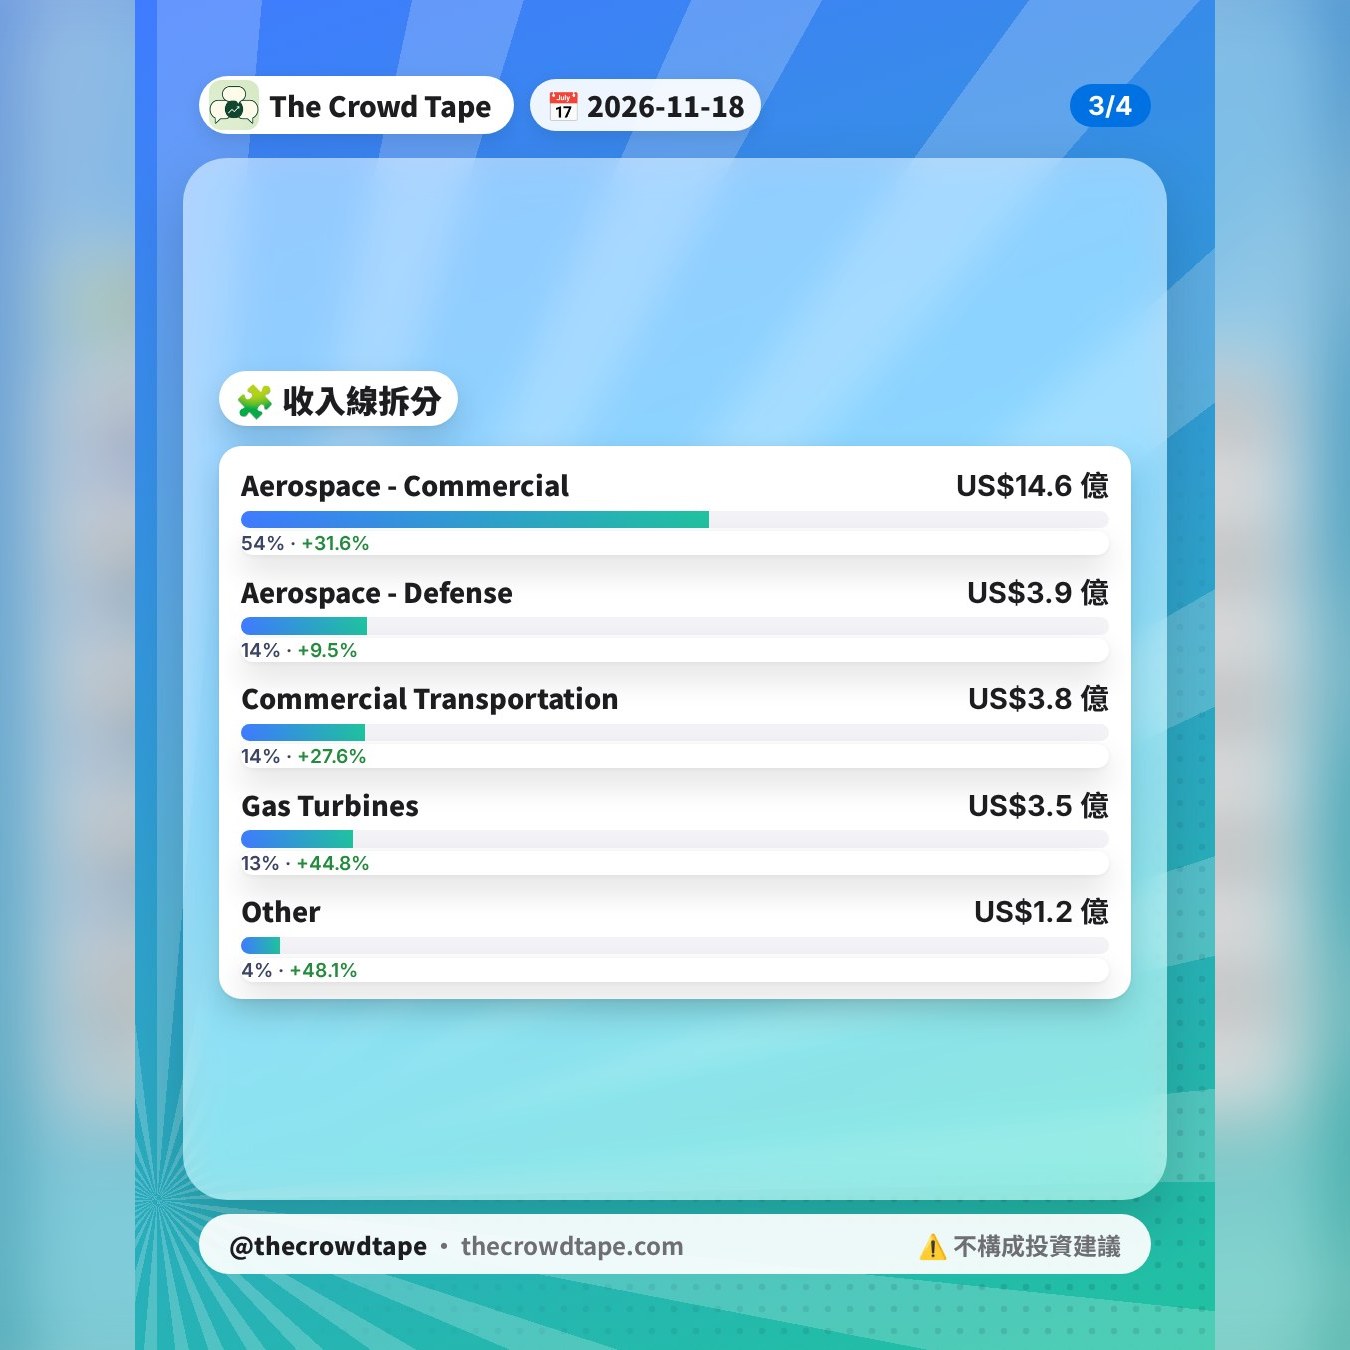 The Crowd Tape
July 17 2026-11-18
3/4
🧩 收入線拆分
Aerospace - Commercial US$14.6 億
54% · +31.6%
Aerospace - Defense US$3.9 億
14% · +9.5%
Commercial Transportation US$3.8 億
14% · +27.6%
Gas Turbines US$3.5 億
13% · +44.8%
Other US$1.2 億
4% · +48.1%
@thecrowdtape • thecrowdtape.com
⚠️ 不構成投資建議